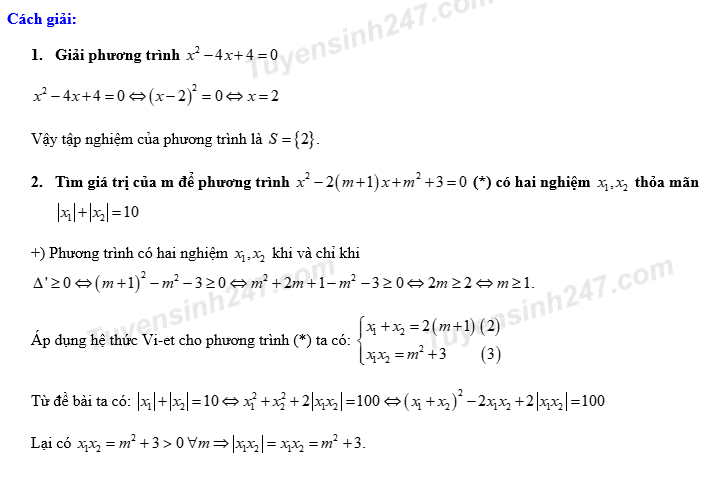 Cách giải:
1. Giải phương trình x² − 4x + 4 = 0
x² − 4x + 4 = 0 ⇔ (x − 2)² = 0 ⇔ x = 2
Vậy tập nghiệm của phương trình là S = {2}.
2. Tìm giá trị của m để phương trình x² − 2(m+1)x + m² + 3 = 0 (*) có hai nghiệm x₁, x₂ thỏa mãn
|x₁| + |x₂| = 10
+) Phương trình có hai nghiệm x₁, x₂ khi và chỉ khi
Δ' ≥ 0 ⇔ (m+1)² − m² − 3 ≥ 0 ⇔ m² + 2m + 1 − m² − 3 ≥ 0 ⇔ 2m ≥ 2 ⇔ m ≥ 1.
Áp dụng hệ thức Vi-et cho phương trình (*) ta có: { x₁ + x₂ = 2(m+1) (2)
x₁x₂ = m² + 3 (3)
Từ đề bài ta có: |x₁| + |x₂| = 10 ⇔ x₁² + x₂² + 2|x₁x₂| = 100 ⇔ (x₁ + x₂)² − 2x₁x₂ + 2|x₁x₂| = 100
Lại có x₁x₂ = m² + 3 > 0 ∀m ⇒ |x₁x₂| = x₁x₂ = m² + 3.
Tuyensinh247.com
Tuyensinh247.com
Tuyensinh247.com